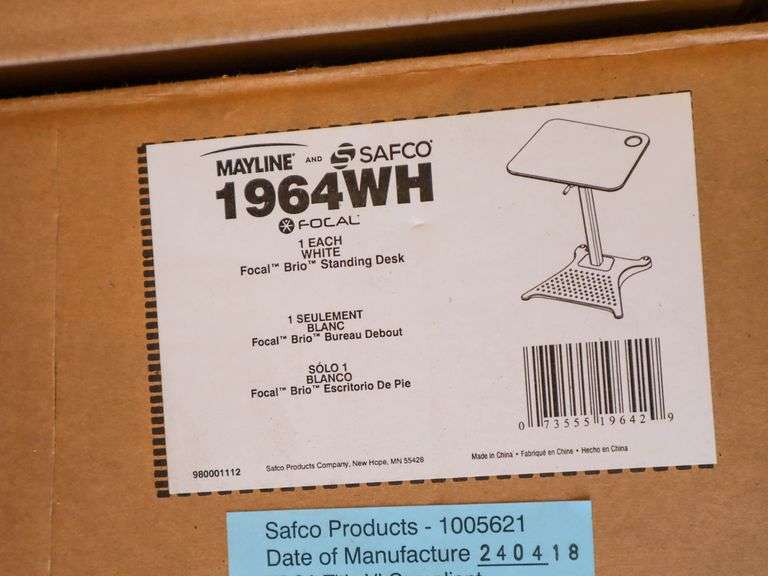 MAYLINE AND SAFCO
1964WH
FOCAL™
1 EACH
WHITE
Focal™ Brio™ Standing Desk
1 SEULEMENT
BLANC
Focal™ Brio™ Bureau Debout
SÓLO 1
BLANCO
Focal™ Brio™ Escritorio De Pie
0 73555 19642 9
980001112
Safco Products Company, New Hope, MN 55428
Made in China • Fabriqué en Chine • Hecho en China
Safco Products - 1005621
Date of Manufacture 240418